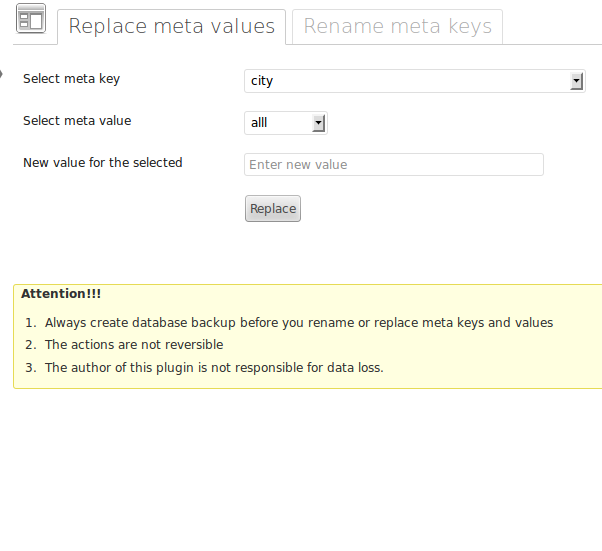 Replace meta values Rename meta keys
Select meta key city
Select meta value alll
New value for the selected Enter new value
Replace
Attention!!!
1. Always create database backup before you rename or replace meta keys and values
2. The actions are not reversible
3. The author of this plugin is not responsible for data loss.